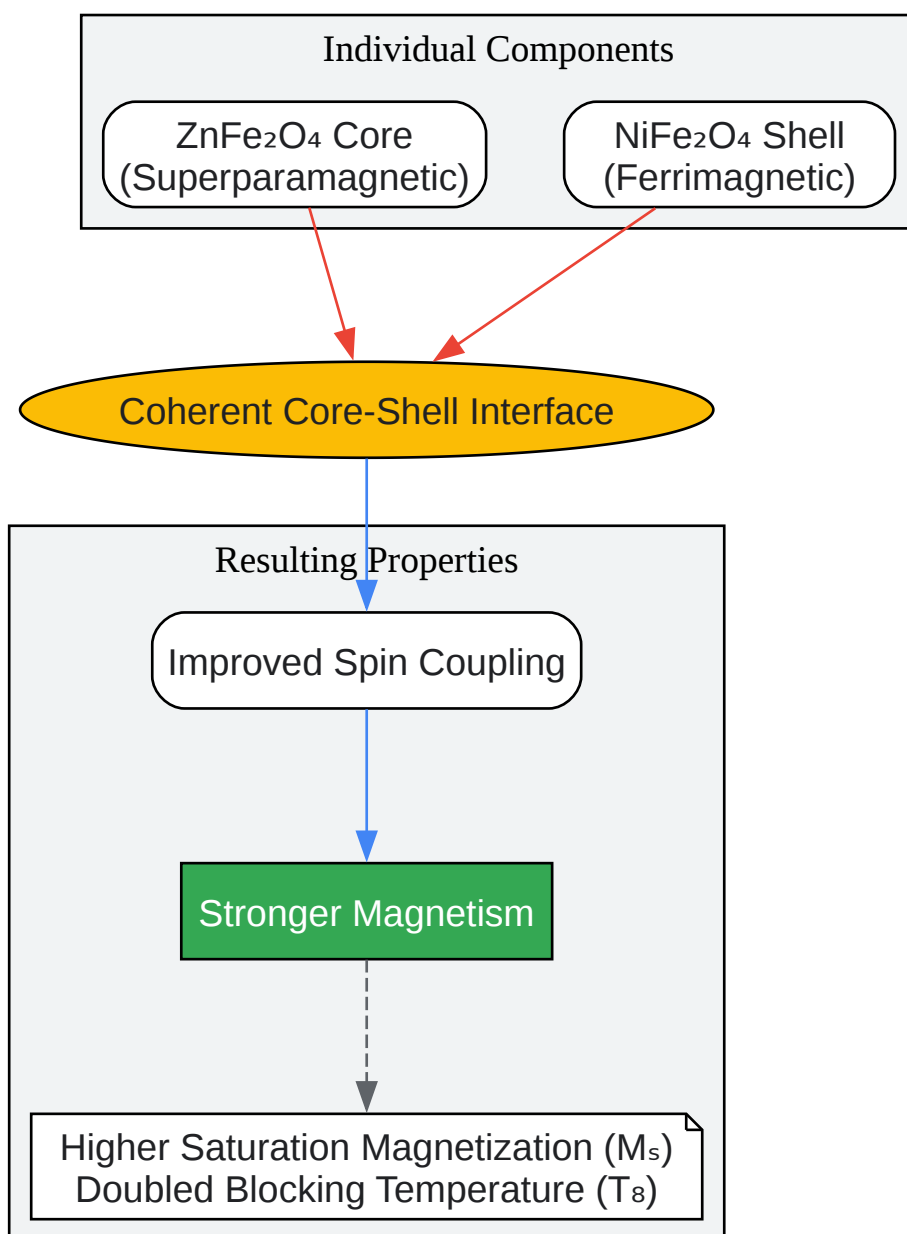 Individual Components
ZnFe₂O₄ Core
(Superparamagnetic)
NiFe₂O₄ Shell
(Ferrimagnetic)
Coherent Core-Shell Interface
Resulting Properties
Improved Spin Coupling
Stronger Magnetism
Higher Saturation Magnetization (Mₛ)
Doubled Blocking Temperature (T₈)